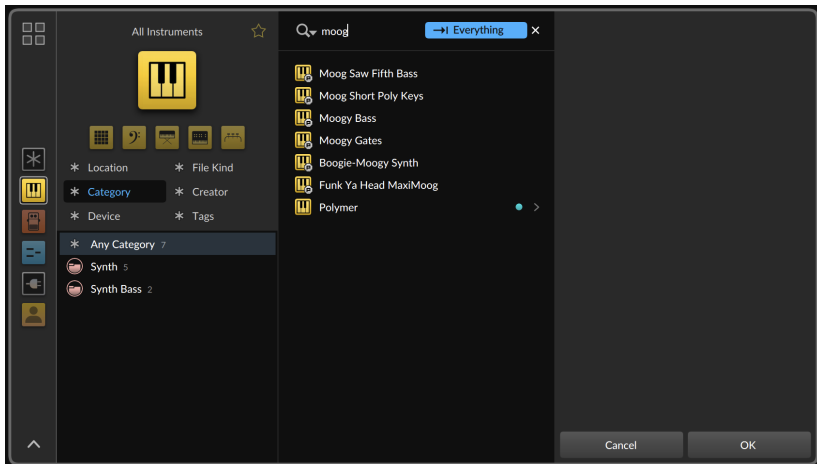 All Instruments
Location
File Kind
Category
Creator
Device
Tags
Any Category 7
Synth 5
Synth Bass 2
moog
Everything
Moog Saw Fifth Bass
Moog Short Poly Keys
Moogy Bass
Moogy Gates
Boogie-Moogy Synth
Funk Ya Head MaxiMoog
Polymer
Cancel
OK